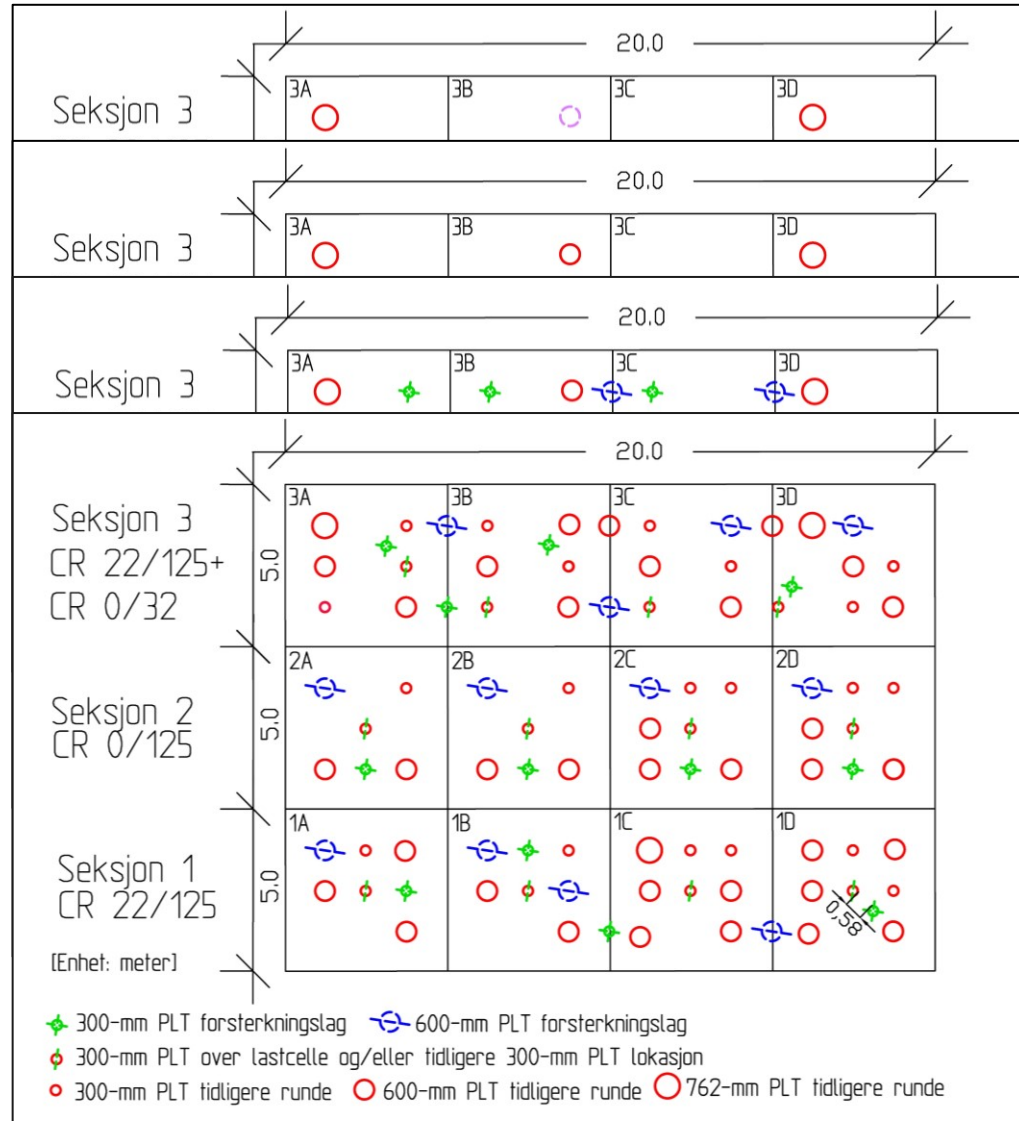 20.0
3A 3B 3C 3D
Seksjon 3
20.0
3A 3B 3C 3D
Seksjon 3
20.0
3A 3B 3C 3D
Seksjon 3
20.0
3A 3B 3C 3D
Seksjon 3
CR 22/125+
CR 0/32
5.0
2A 2B 2C 2D
Seksjon 2
CR 0/125
5.0
1A 1B 1C 1D
Seksjon 1
CR 22/125
5.0
0,58
[Enhet: meter]
300-mm PLT forsterkningslag 600-mm PLT forsterkningslag
300-mm PLT over lastcelle og/eller tidligere 300-mm PLT lokasjon
300-mm PLT tidligere runde 600-mm PLT tidligere runde 762-mm PLT tidligere runde